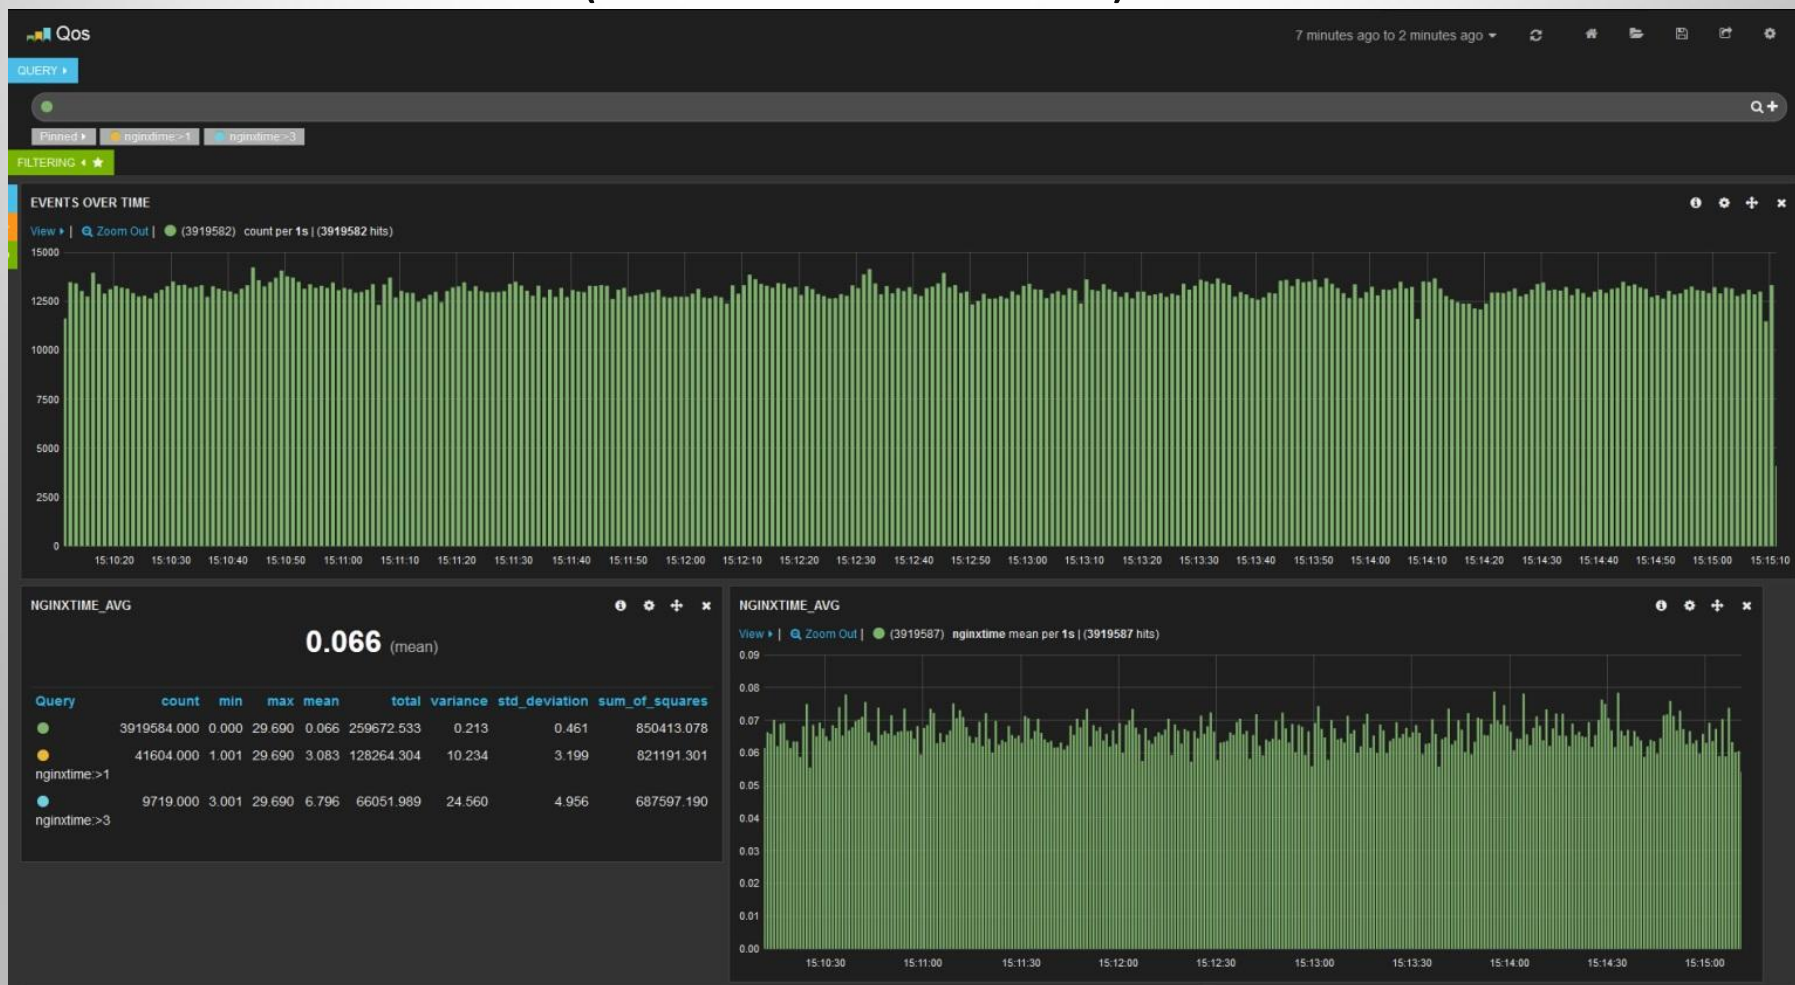 Qos
7 minutes ago to 2 minutes ago
QUERY
Pinned nginxtime:>1 nginxtime:>3
FILTERING
EVENTS OVER TIME
View | Zoom Out | (3919582) count per 1s | (3919582 hits)
15000
12500
10000
7500
5000
2500
0
15:10:20 15:10:30 15:10:40 15:10:50 15:11:00 15:11:10 15:11:20 15:11:30 15:11:40 15:11:50 15:12:00 15:12:10 15:12:20 15:12:30 15:12:40 15:12:50 15:13:00 15:13:10 15:13:20 15:13:30 15:13:40 15:13:50 15:14:00 15:14:10 15:14:20 15:14:30 15:14:40 15:14:50 15:15:00 15:15:10
NGINXTIME_AVG
0.066 (mean)
Query count min max mean total variance std_deviation sum_of_squares
3919584.000 0.000 29.690 0.066 259672.533 0.213 0.461 850413.078
41604.000 1.001 29.690 3.083 128264.304 10.234 3.199 821191.301
nginxtime:>1
9719.000 3.001 29.690 6.796 66051.989 24.560 4.956 687597.190
nginxtime:>3
NGINXTIME_AVG
View | Zoom Out | (3919587) nginxtime mean per 1s | (3919587 hits)
0.09
0.08
0.07
0.06
0.05
0.04
0.03
0.02
0.01
0.00
15:10:30 15:11:00 15:11:30 15:12:00 15:12:30 15:13:00 15:13:30 15:14:00 15:14:30 15:15:00